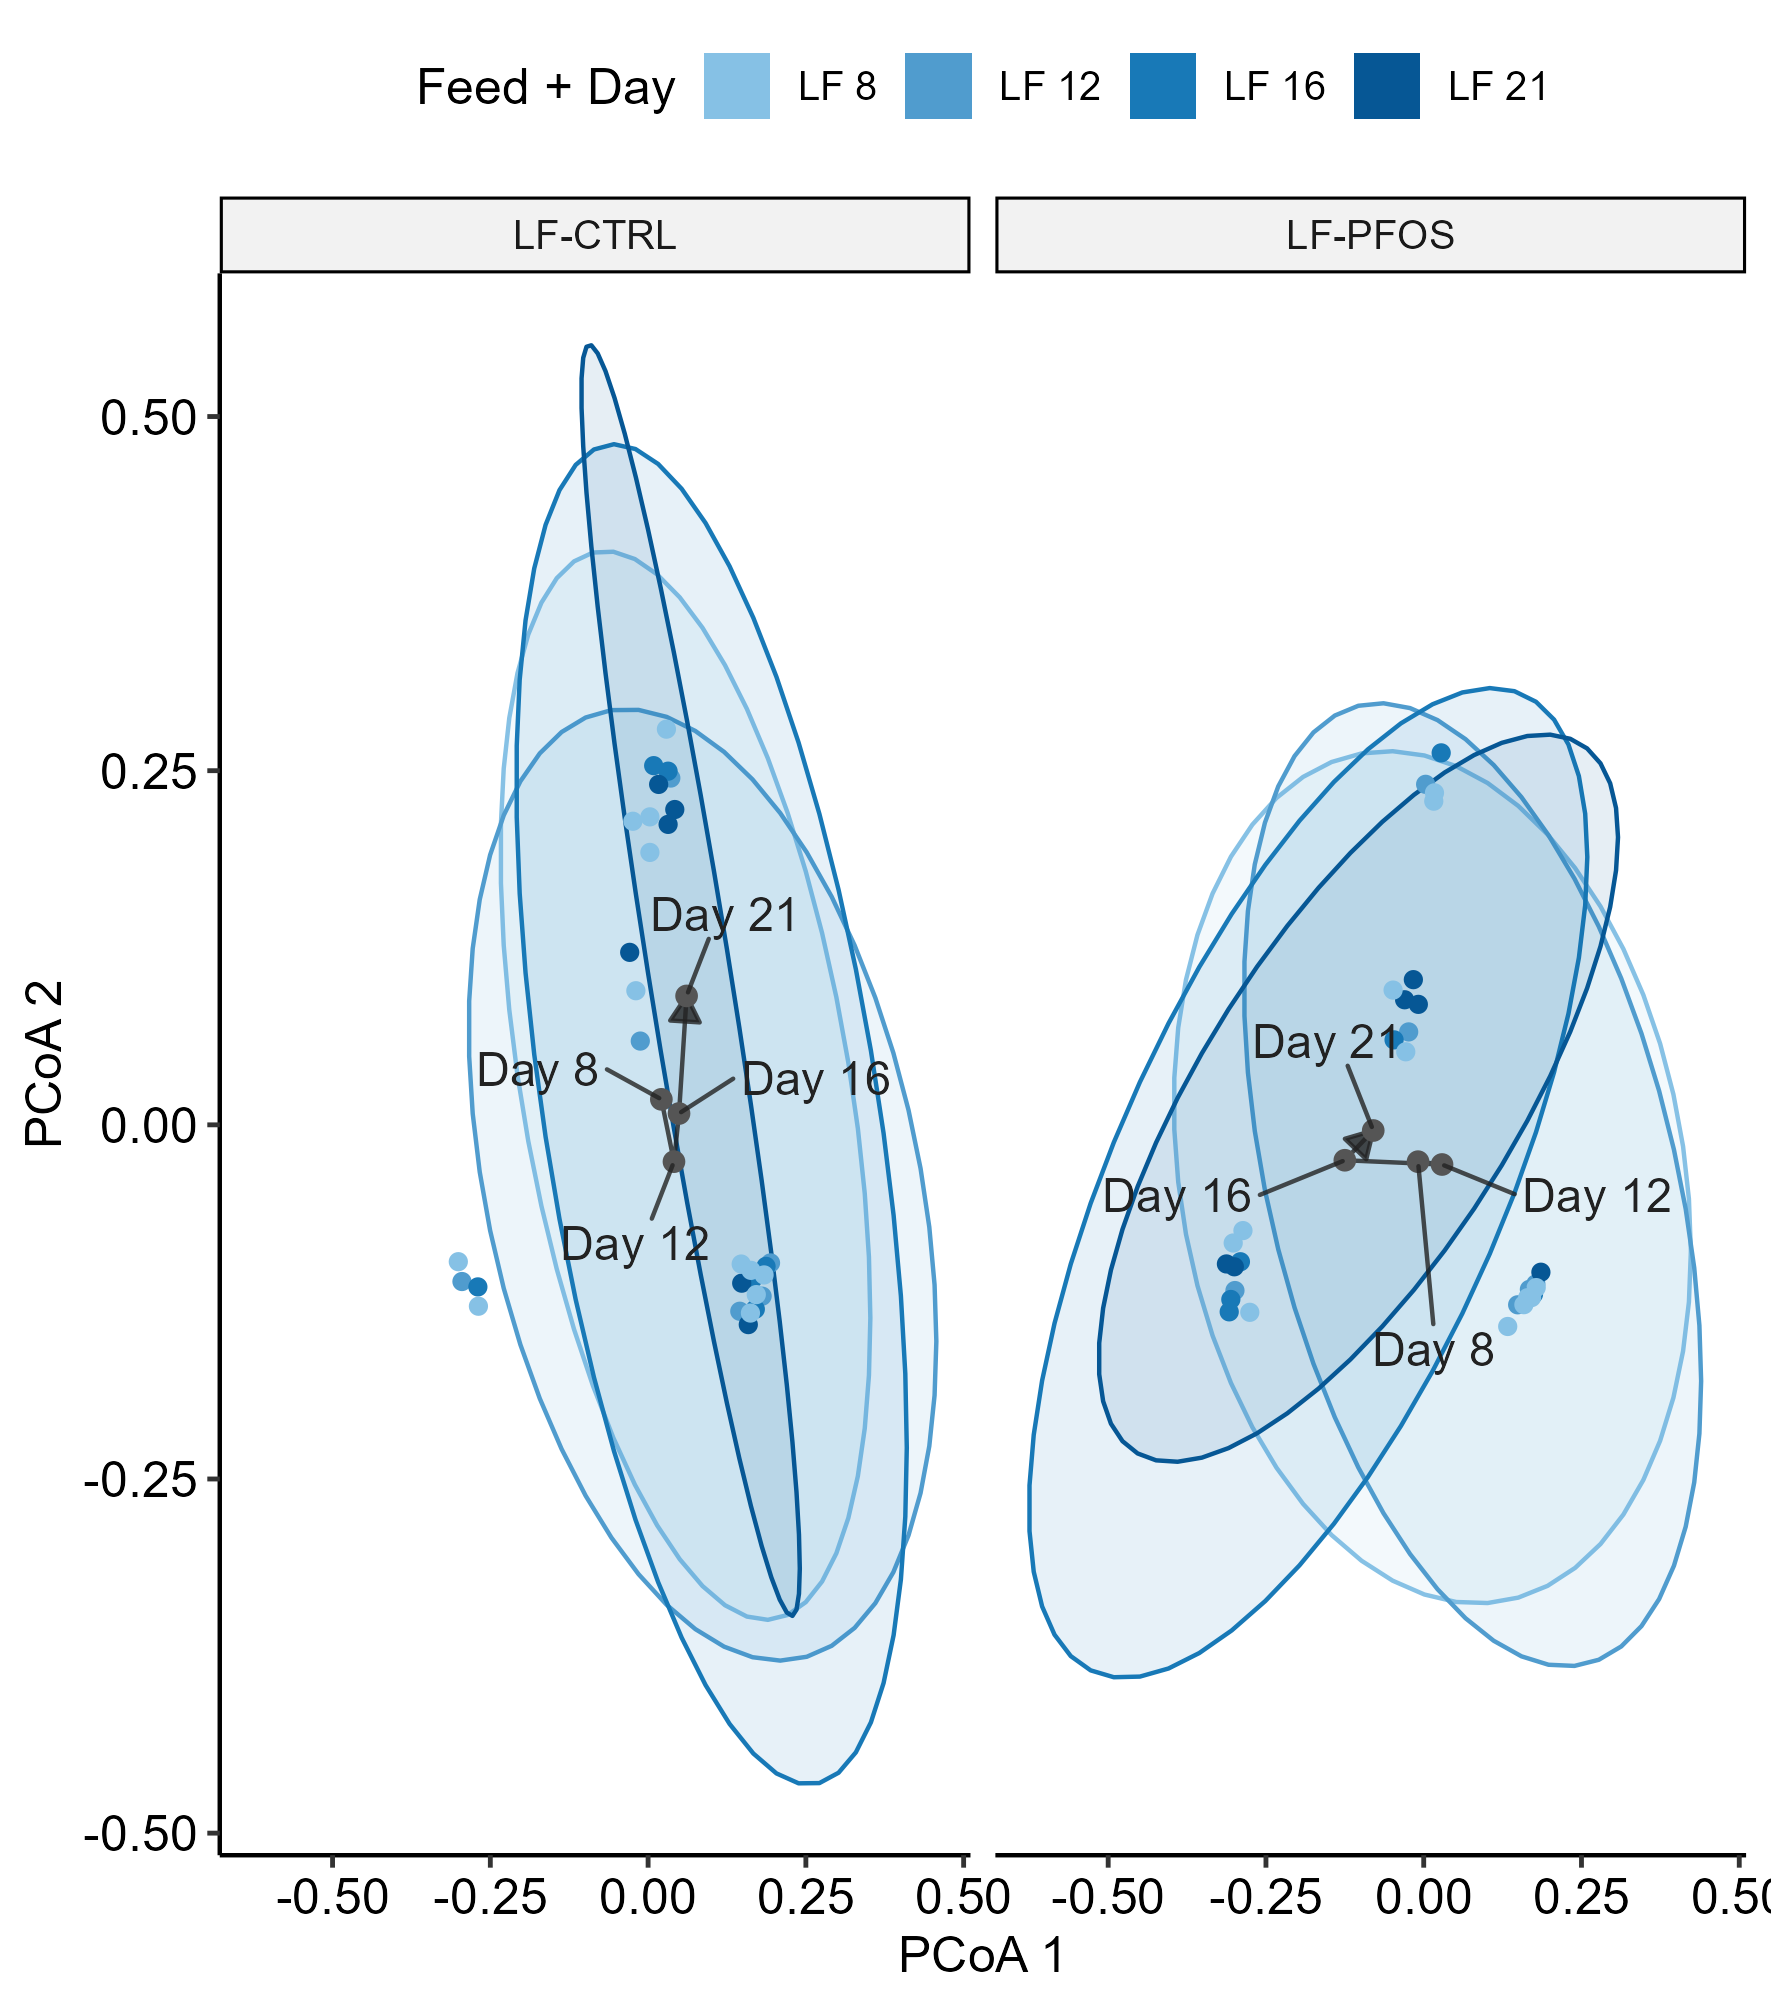 Feed + Day LF 8 LF 12 LF 16 LF 21
LF-CTRL LF-PFOS
0.50
0.25
0.00
-0.25
-0.50
PCoA 2
Day 21
Day 8
Day 16
Day 12
Day 21
Day 16
Day 12
Day 8
-0.50 -0.25 0.00 0.25 0.50 -0.50 -0.25 0.00 0.25 0.50
PCoA 1